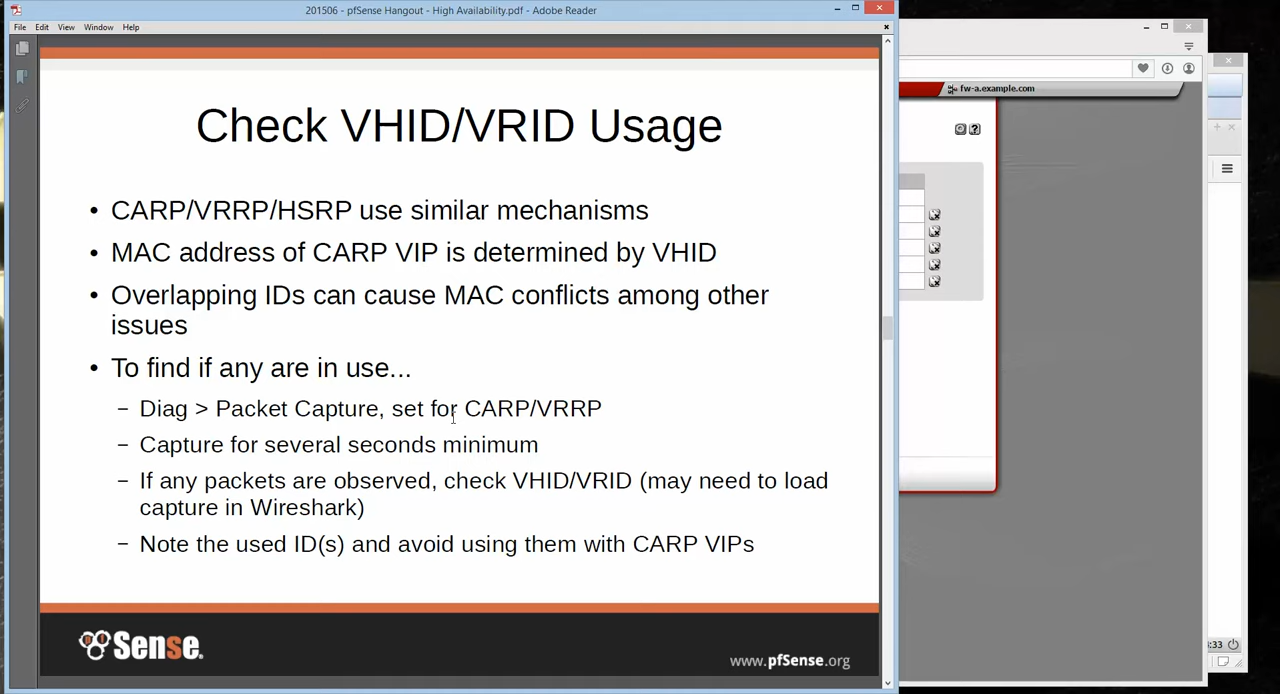 201506 - pfSense Hangout - High Availability.pdf - Adobe Reader
File Edit View Window Help
fw-a.example.com
Check VHID/VRID Usage
• CARP/VRRP/HSRP use similar mechanisms
• MAC address of CARP VIP is determined by VHID
• Overlapping IDs can cause MAC conflicts among other
issues
• To find if any are in use...
– Diag > Packet Capture, set for CARP/VRRP
– Capture for several seconds minimum
– If any packets are observed, check VHID/VRID (may need to load
capture in Wireshark)
– Note the used ID(s) and avoid using them with CARP VIPs
Sense
www.pfSense.org
:33